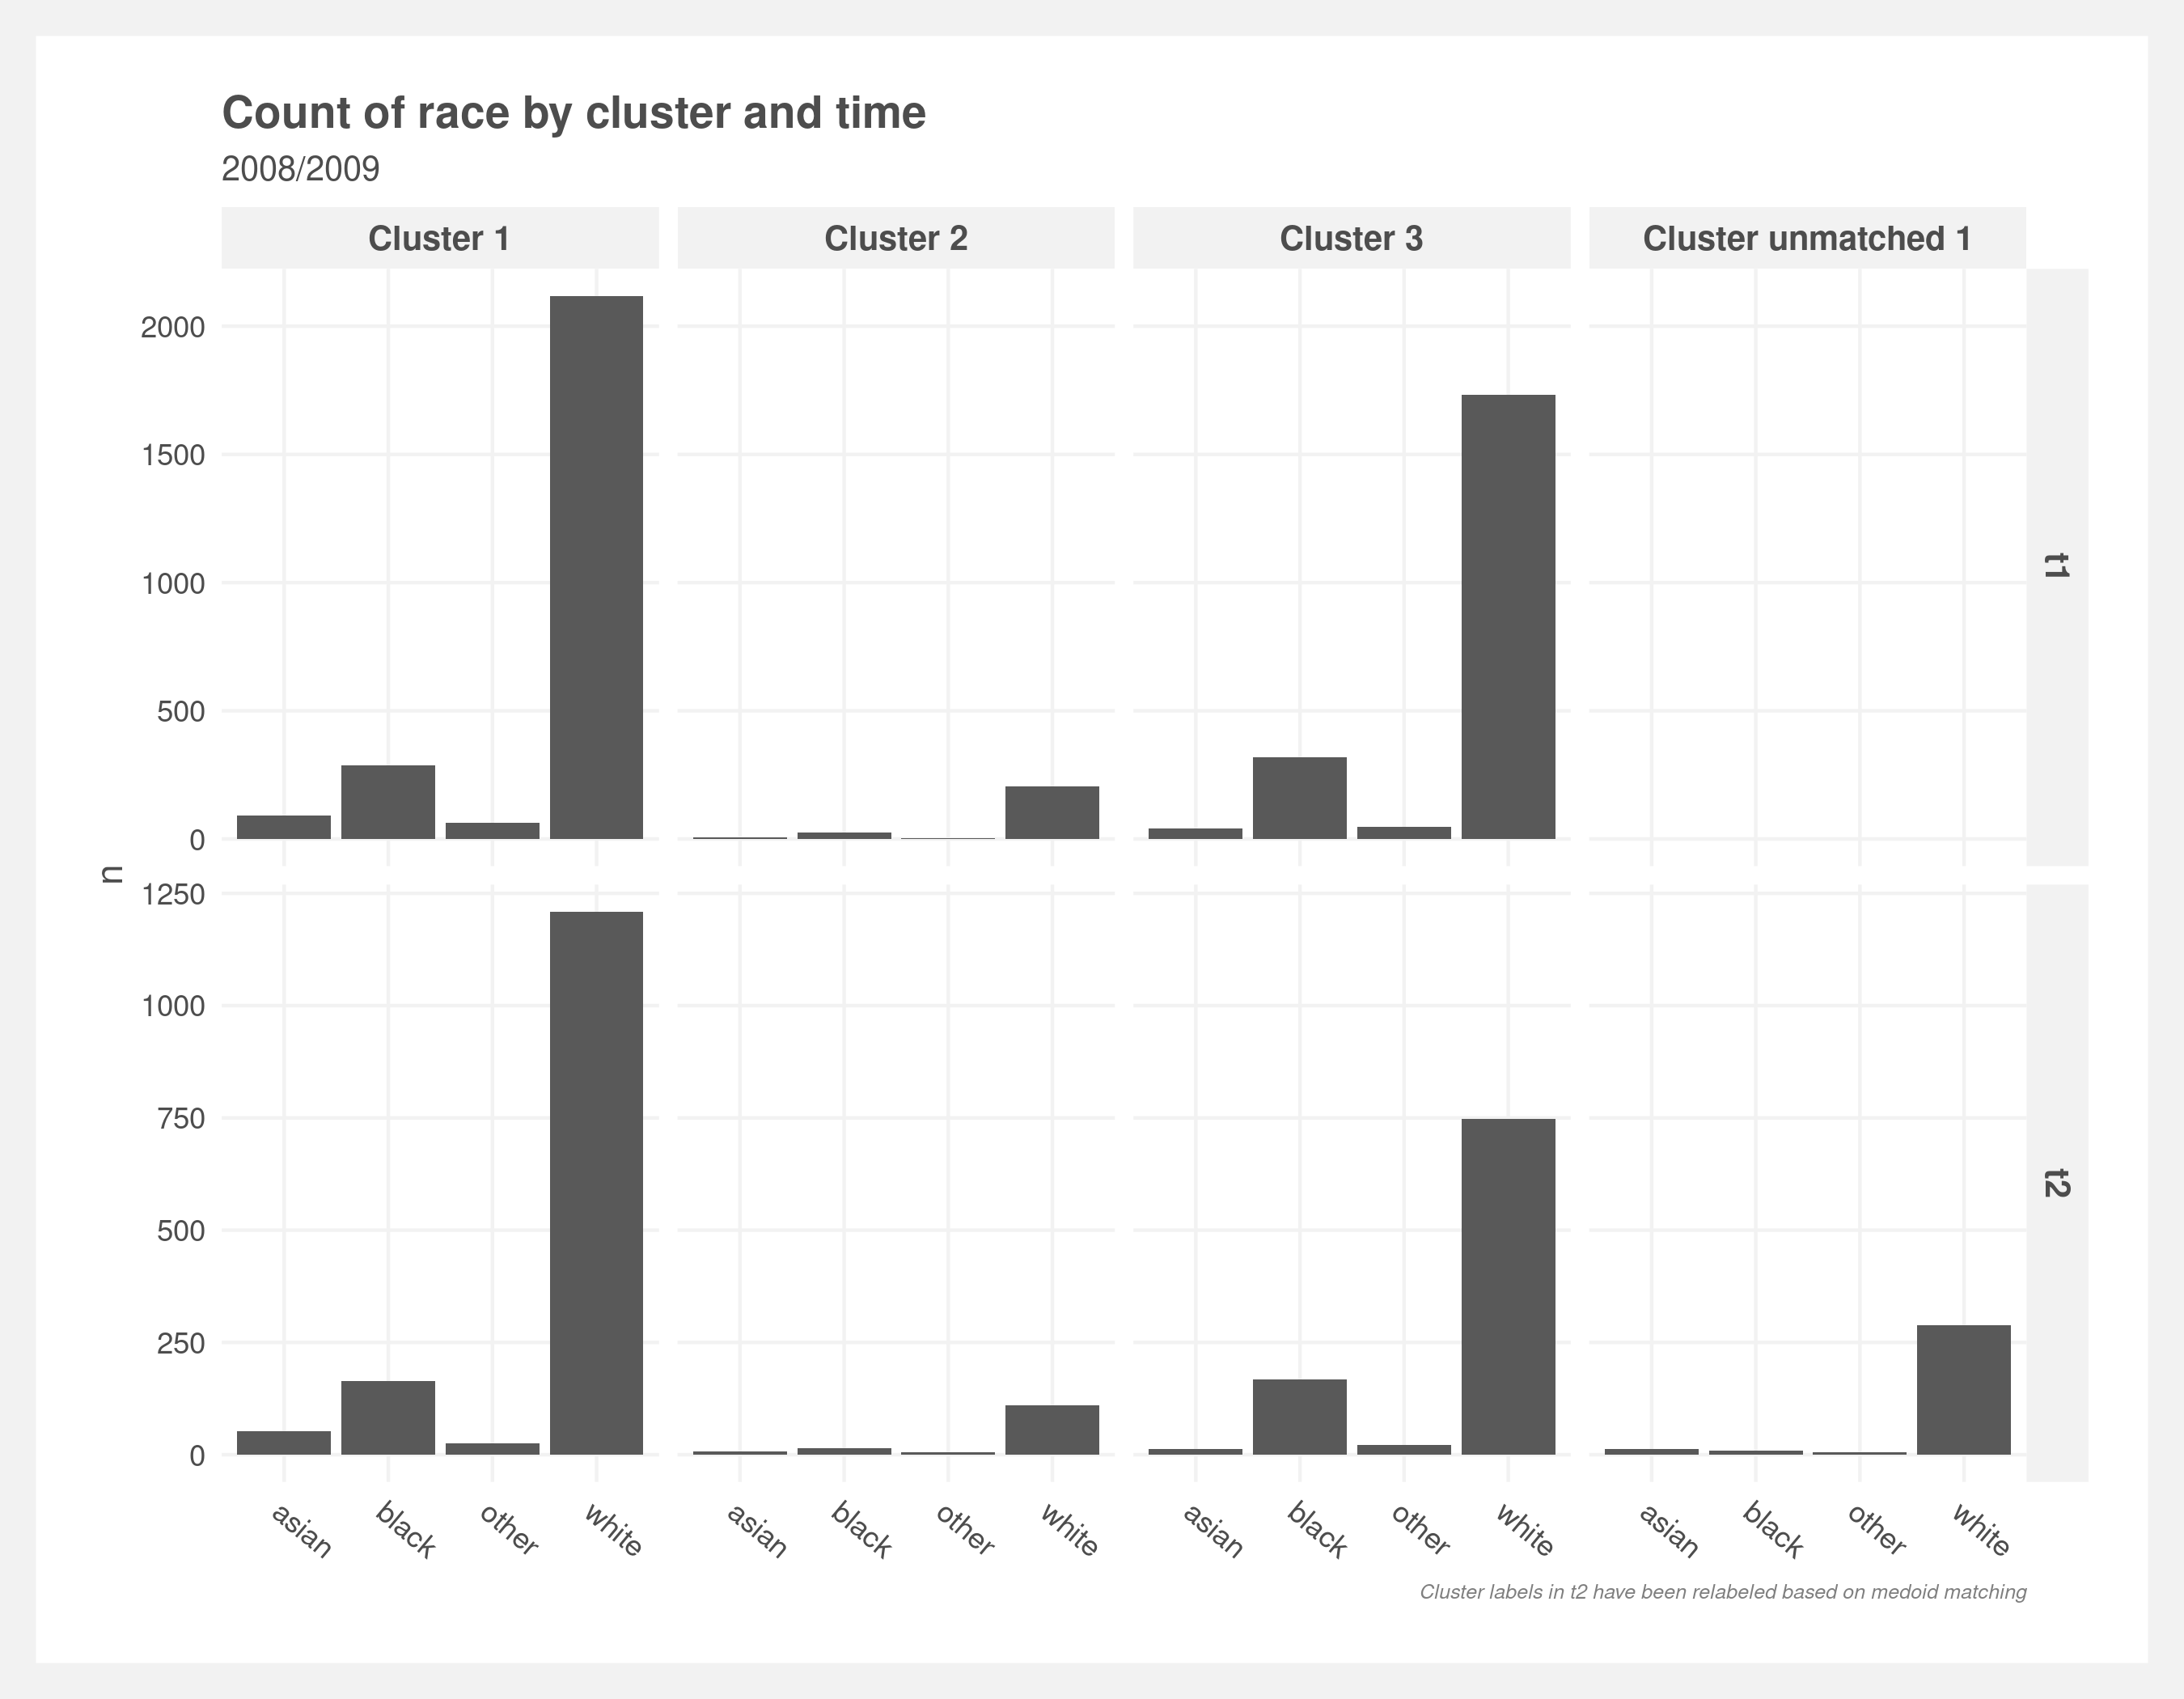 Count of race by cluster and time
2008/2009
Cluster 1
Cluster 2
Cluster 3
Cluster unmatched 1
2000
1500
1000
500
0
t1
n
1250
1000
750
500
250
0
t2
asian
black
other
white
asian
black
other
white
asian
black
other
white
asian
black
other
white
Cluster labels in t2 have been relabeled based on medoid matching